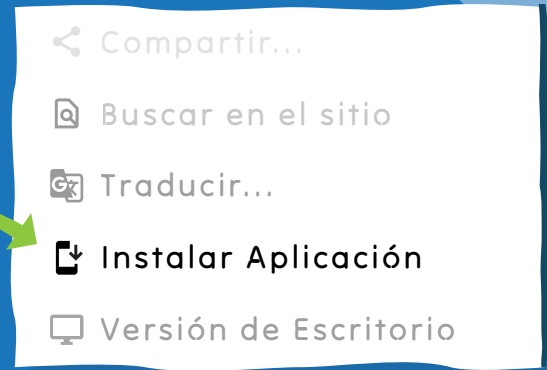 Compartir...
Buscar en el sitio
Traducir...
Instalar Aplicación
Versión de Escritorio